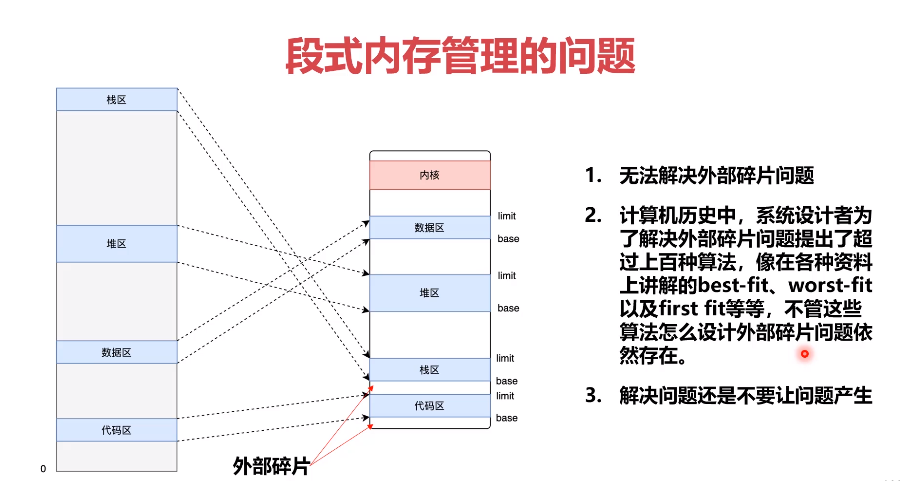 段式内存管理的问题
栈区
堆区
数据区
代码区
0
内核
数据区
堆区
栈区
代码区
limit
base
limit
base
limit
base
limit
base
外部碎片
1. 无法解决外部碎片问题
2. 计算机历史中，系统设计者为
了解决外部碎片问题提出了超
过上百种算法，像在各种资料
上讲解的best-fit、worst-fit
以及first fit等等，不管这些
算法怎么设计外部碎片问题依
然存在。
3. 解决问题还是不要让问题产生